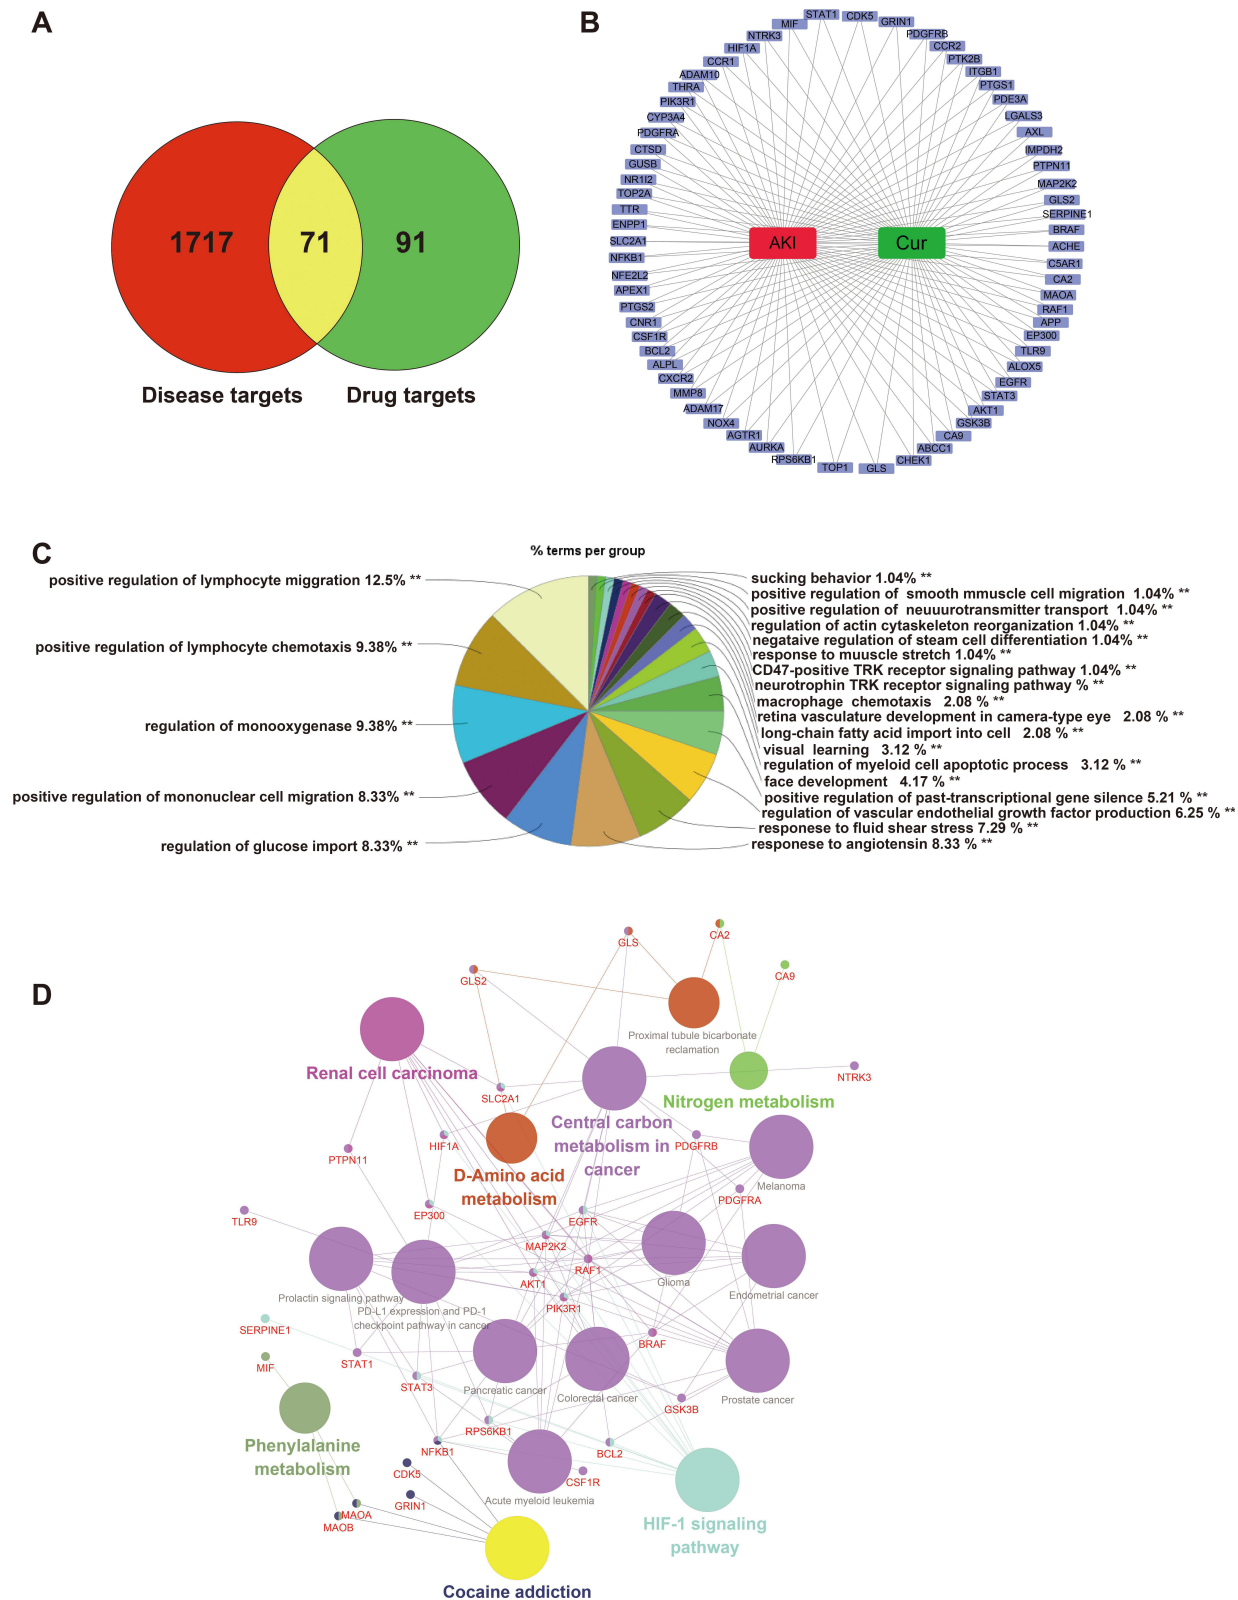 A
1717
71
91
Disease targets
Drug targets
B
STAT1
CDK5
MIF
GRIN1
NTRK3
PDGFRB
HIF1A
CCR2
CCR1
PTK2B
ADAM10
ITGB1
THRA
PTGS1
PIK3R1
PDE3A
CYP3A4
LGALS3
PDGFRA
AXL
CTSD
IMPDH2
GUSB
PTPN11
NR1I2
MAP2K2
TOP2A
GLS2
TTR
SERPINE1
ENPP1
BRAF
SLC2A1
ACHE
NFKB1
C5AR1
NFE2L2
CA2
APEX1
MAOA
PTGS2
RAF1
CNR1
APP
CSF1R
EP300
BCL2
TLR9
ALPL
ALOX5
CXCR2
EGFR
MMP8
STAT3
ADAM17
AKT1
NOX4
GSK3B
AGTR1
CA9
AURKA
ABCC1
RPS6KB1
CHEK1
TOP1
GLS
AKI
Cur
C
% terms per group
positive regulation of lymphocyte miggration 12.5% **
positive regulation of lymphocyte chemotaxis 9.38% **
regulation of monooxygenase 9.38% **
positive regulation of mononuclear cell migration 8.33% **
regulation of glucose import 8.33% **
sucking behavior 1.04% **
positive regulation of smooth mmuscle cell migration 1.04% **
positive regulation of neuuurotransmitter transport 1.04% **
regulation of actin cytaskeleton reorganization 1.04% **
negataive regulation of steam cell differentiation 1.04% **
response to muuscle stretch 1.04% **
CD47-positive TRK receptor signaling pathway 1.04% **
neurotrophin TRK receptor signaling pathway % **
macrophage chemotaxis 2.08 % **
retina vasculature development in camera-type eye 2.08 % **
long-chain fatty acid import into cell 2.08 % **
visual learning 3.12 % **
regulation of myeloid cell apoptotic process 3.12 % **
face development 4.17 % **
positive regulation of past-transcriptional gene silence 5.21 % **
regulation of vascular endothelial growth factor production 6.25 % **
responese to fluid shear stress 7.29 % **
responese to angiotensin 8.33 % **
D
GLS
CA2
CA9
GLS2
Proximal tubule bicarbonate
reclamation
Renal cell carcinoma
NTRK3
SLC2A1
Nitrogen metabolism
Central carbon
metabolism in
cancer
HIF1A
PDGFRB
PTPN11
D-Amino acid
metabolism
Melanoma
PDGFRA
TLR9
EP300
EGFR
MAP2K2
RAF1
AKT1
Glioma
Endometrial cancer
Prolactin signaling pathway
PD-L1 expression and PD-1
checkpoint pathway in cancer
PIK3R1
SERPINE1
BRAF
MIF
STAT1
STAT3
Pancreatic cancer
Colorectal cancer
Prostate cancer
GSK3B
RPS6KB1
Phenylalanine
metabolism
NFKB1
BCL2
CDK5
CSF1R
Acute myeloid leukemia
GRIN1
MAOA
MAOB
HIF-1 signaling
pathway
Cocaine addiction